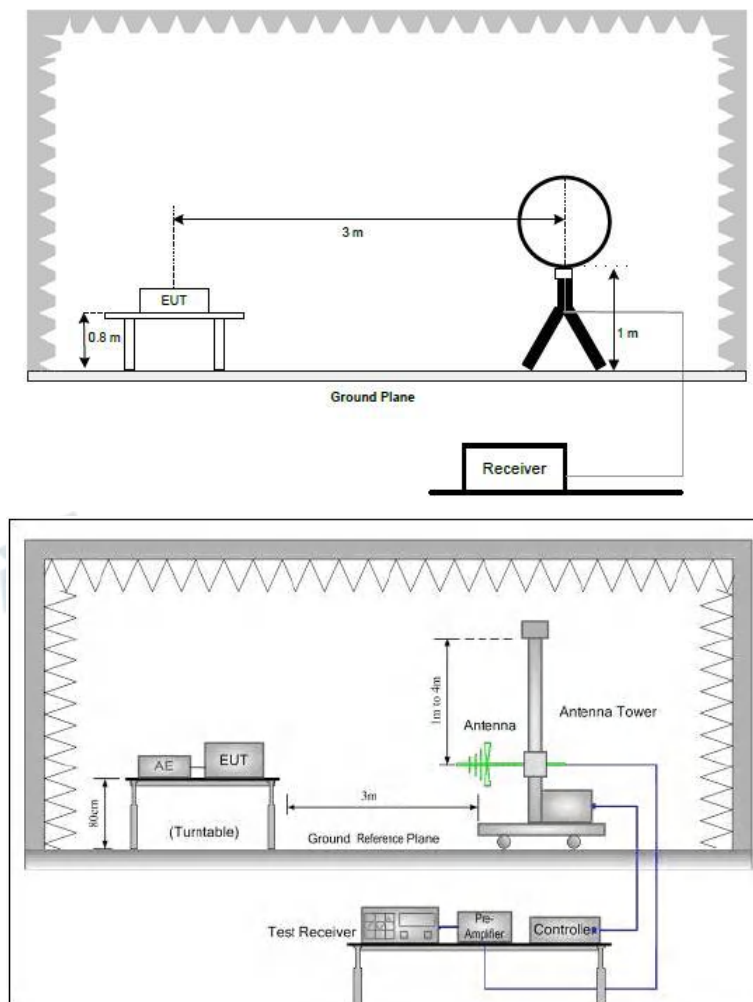 3 m
EUT
0.8 m
1 m
Ground Plane
Receiver
1m to 4m
Antenna
Antenna Tower
AE
EUT
80cm
3m
(Turntable)
Ground Reference Plane
Test Receiver
Pre-
Amplifier
Controlle